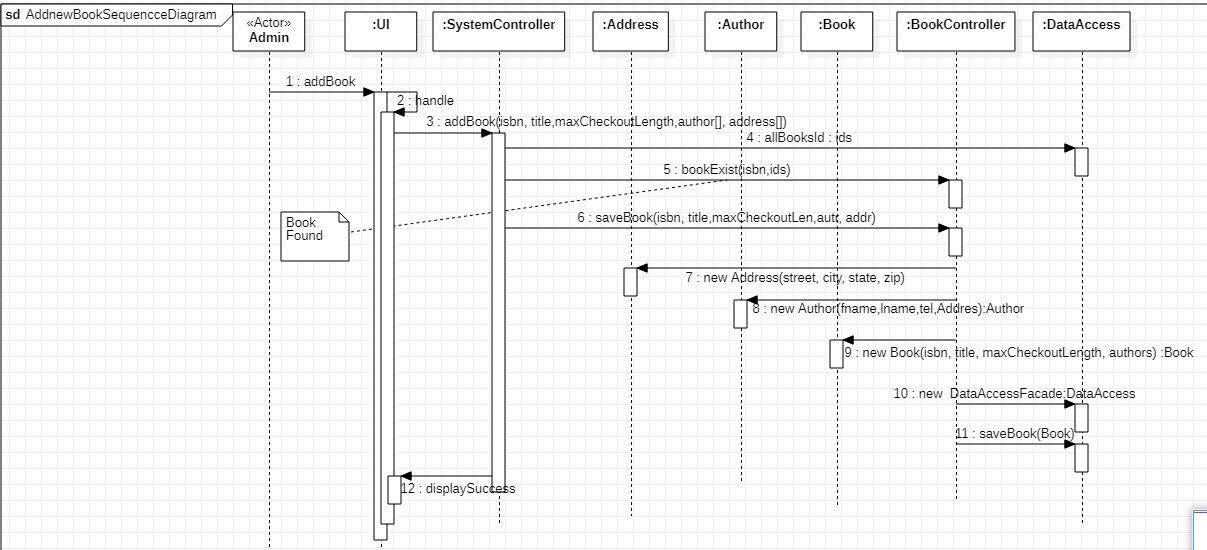 sd AddnewBookSequencceDiagram
«Actor»
Admin
:UI
:SystemController
:Address
:Author
:Book
:BookController
:DataAccess
1 : addBook
2 : handle
3 : addBook(isbn, title,maxCheckoutLength,author[], address[])
4 : allBooksId : ids
5 : bookExist(isbn,ids)
Book
Found
6 : saveBook(isbn, title,maxCheckoutLen,autr, addr)
7 : new Address(street, city, state, zip)
8 : new Author(fname,lname,tel,Addres):Author
9 : new Book(isbn, title, maxCheckoutLength, authors) :Book
10 : new DataAccessFacade:DataAccess
11 : saveBook(Book)
12 : displaySuccess